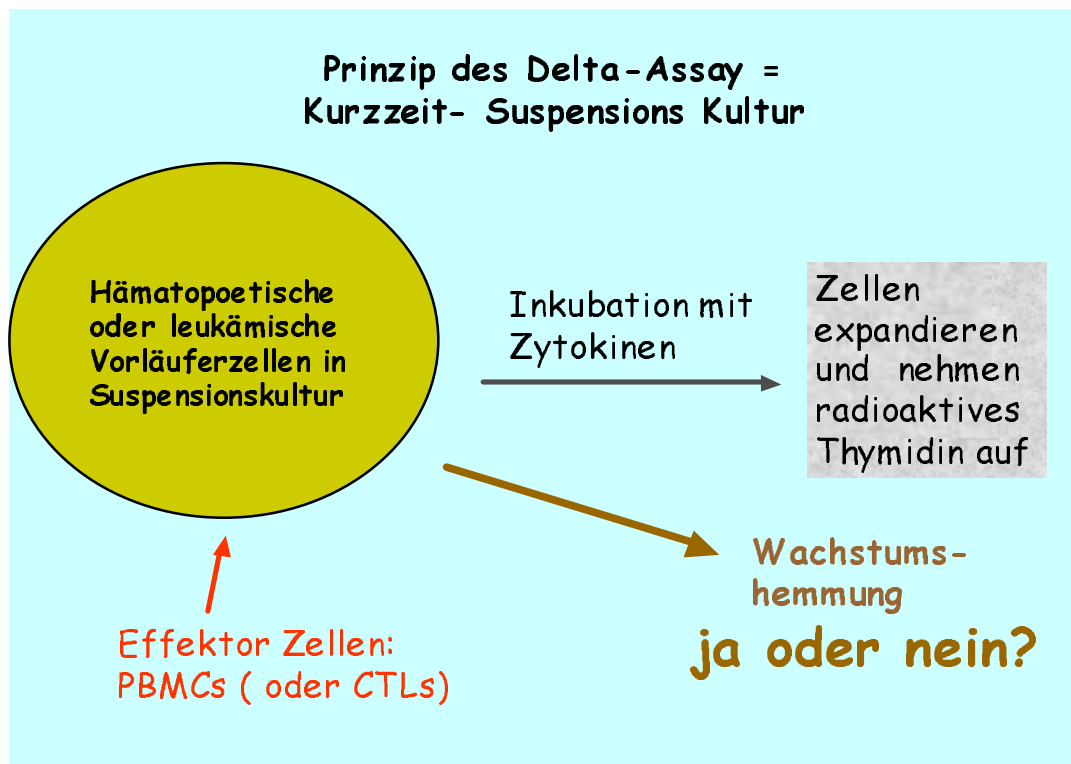 Prinzip des Delta-Assay =
Kurzzeit- Suspensions Kultur
Hämatopoetische
oder leukämische
Vorläuferzellen in
Suspensionskultur
Inkubation mit
Zytokinen
Zellen
expandieren
und nehmen
radioaktives
Thymidin auf
Wachstums-
hemmung
ja oder nein?
Effektor Zellen:
PBMCs ( oder CTLs)